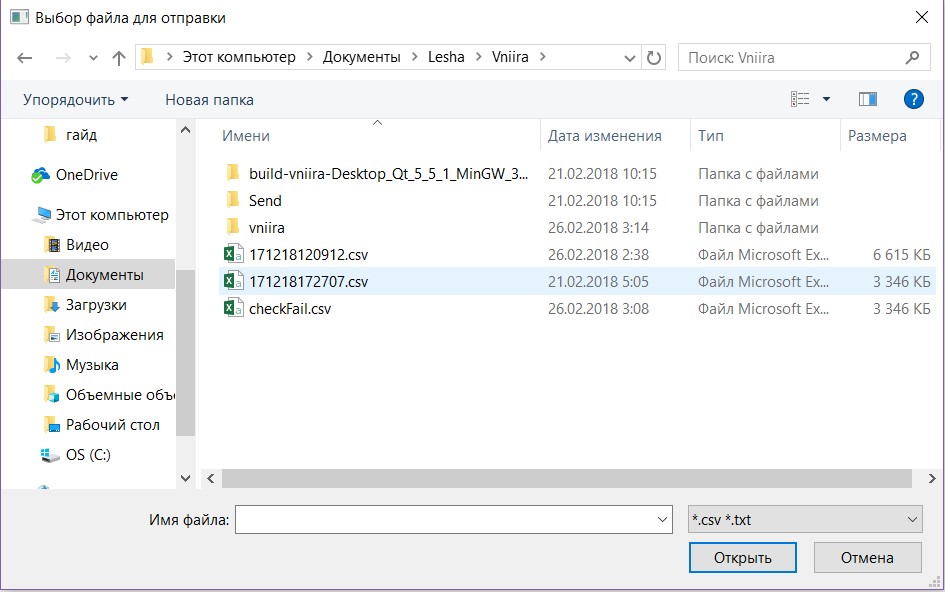 Выбор файла для отправки
Этот компьютер > Документы > Lesha > Vniira >
Поиск: Vniira
Упорядочить
Новая папка
?
гайд
OneDrive
Этот компьютер
Видео
Документы
Загрузки
Изображения
Музыка
Объемные объ
Рабочий стол
OS (C:)
Имени Дата изменения Тип Размера
build-vniira-Desktop_Qt_5_5_1_MinGW_3... 21.02.2018 10:15 Папка с файлами
Send 21.02.2018 10:15 Папка с файлами
vniira 26.02.2018 3:14 Папка с файлами
171218120912.csv 26.02.2018 2:38 Файл Microsoft Ex... 6 615 КБ
171218172707.csv 21.02.2018 5:05 Файл Microsoft Ex... 3 346 КБ
checkFail.csv 26.02.2018 3:08 Файл Microsoft Ex... 3 346 КБ
Имя файла:
*.csv *.txt
Открыть
Отмена